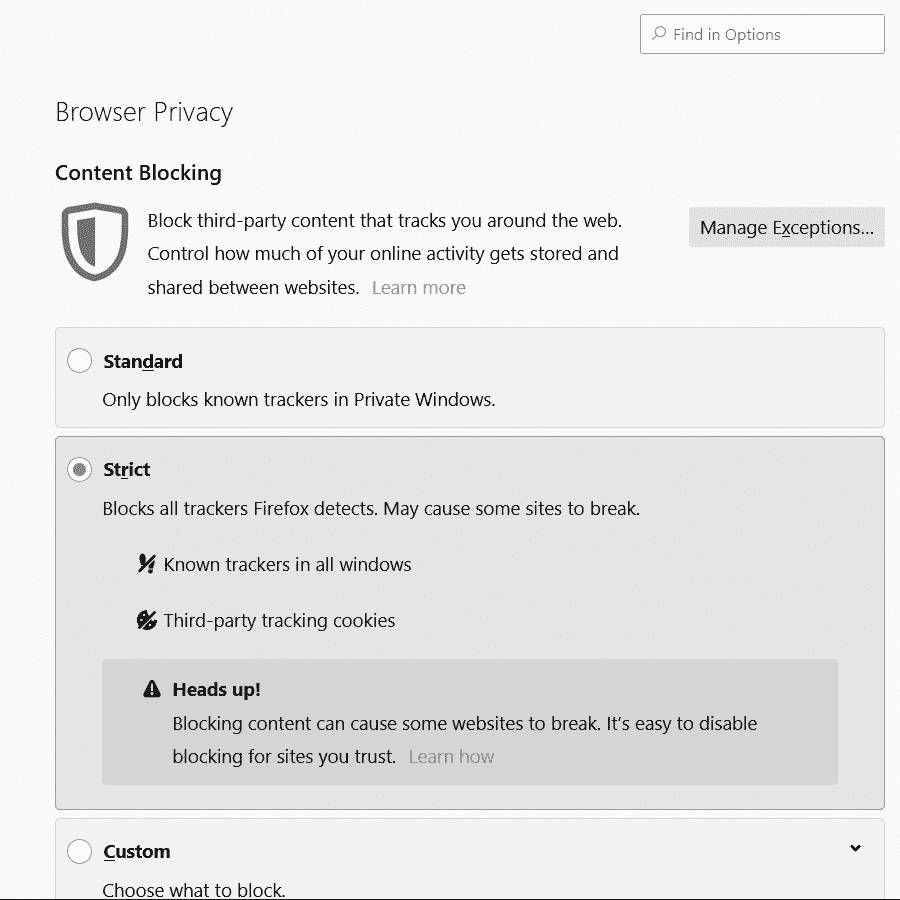 Find in Options
Browser Privacy
Content Blocking
Block third-party content that tracks you around the web.
Control how much of your online activity gets stored and
shared between websites. Learn more
Manage Exceptions...
Standard
Only blocks known trackers in Private Windows.
Strict
Blocks all trackers Firefox detects. May cause some sites to break.
Known trackers in all windows
Third-party tracking cookies
Heads up!
Blocking content can cause some websites to break. It’s easy to disable
blocking for sites you trust. Learn how
Custom
Choose what to block.